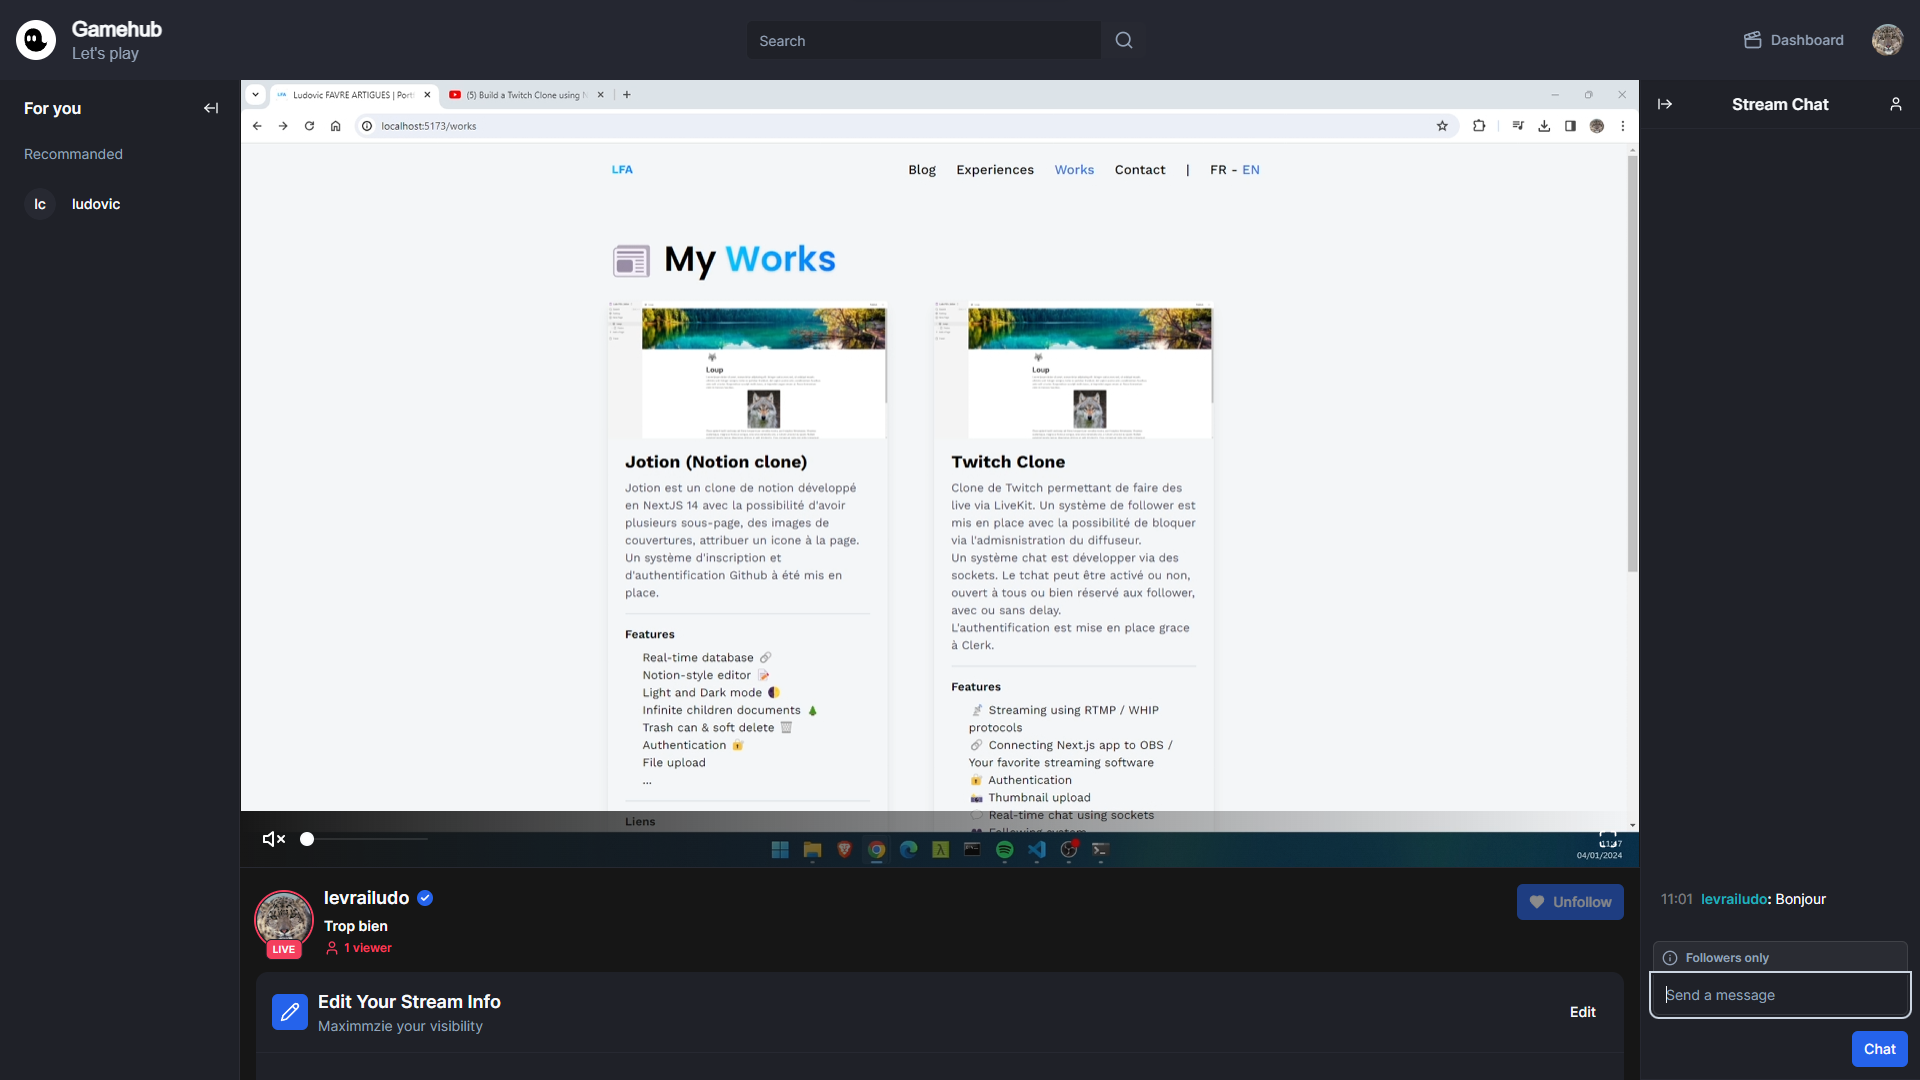 Gamehub
Let's play
Search
Dashboard
For you
Recommanded
lc
ludovic
LFA Ludovic FAVRE ARTIGUES | Port
(5) Build a Twitch Clone using
localhost:5173/works
LFA
Blog Experiences Works Contact | FR - EN
My Works
Loup
Jotion (Notion clone)
Jotion est un clone de notion développé
en NextJS 14 avec la possibilité d'avoir
plusieurs sous-page, des images de
couvertures, attribuer un icone à la page.
Un système d'inscription et
d'authentification Github à été mis en
place.
Features
Real-time database 🔗
Notion-style editor 📝
Light and Dark mode 🌓
Infinite children documents 🌲
Trash can & soft delete 🗑️
Authentication 🔐
File upload
...
Liens
Loup
Twitch Clone
Clone de Twitch permettant de faire des
live via LiveKit. Un système de follower est
mis en place avec la possibilité de bloquer
via l'admisnistration du diffuseur.
Un système chat est développer via des
sockets. Le tchat peut être activé ou non,
ouvert à tous ou bien réservé aux follower,
avec ou sans delay.
L'authentification est mise en place grace
à Clerk.
Features
📡 Streaming using RTMP / WHIP
protocols
🔗 Connecting Next.js app to OBS /
Your favorite streaming software
🔐 Authentication
📸 Thumbnail upload
💬 Real-time chat using sockets
Following system
04/01/2024
levrailudo
Trop bien
LIVE
1 viewer
Unfollow
Edit Your Stream Info
Maximmzie your visibility
Edit
Stream Chat
11:01 levrailudo: Bonjour
Followers only
Send a message
Chat